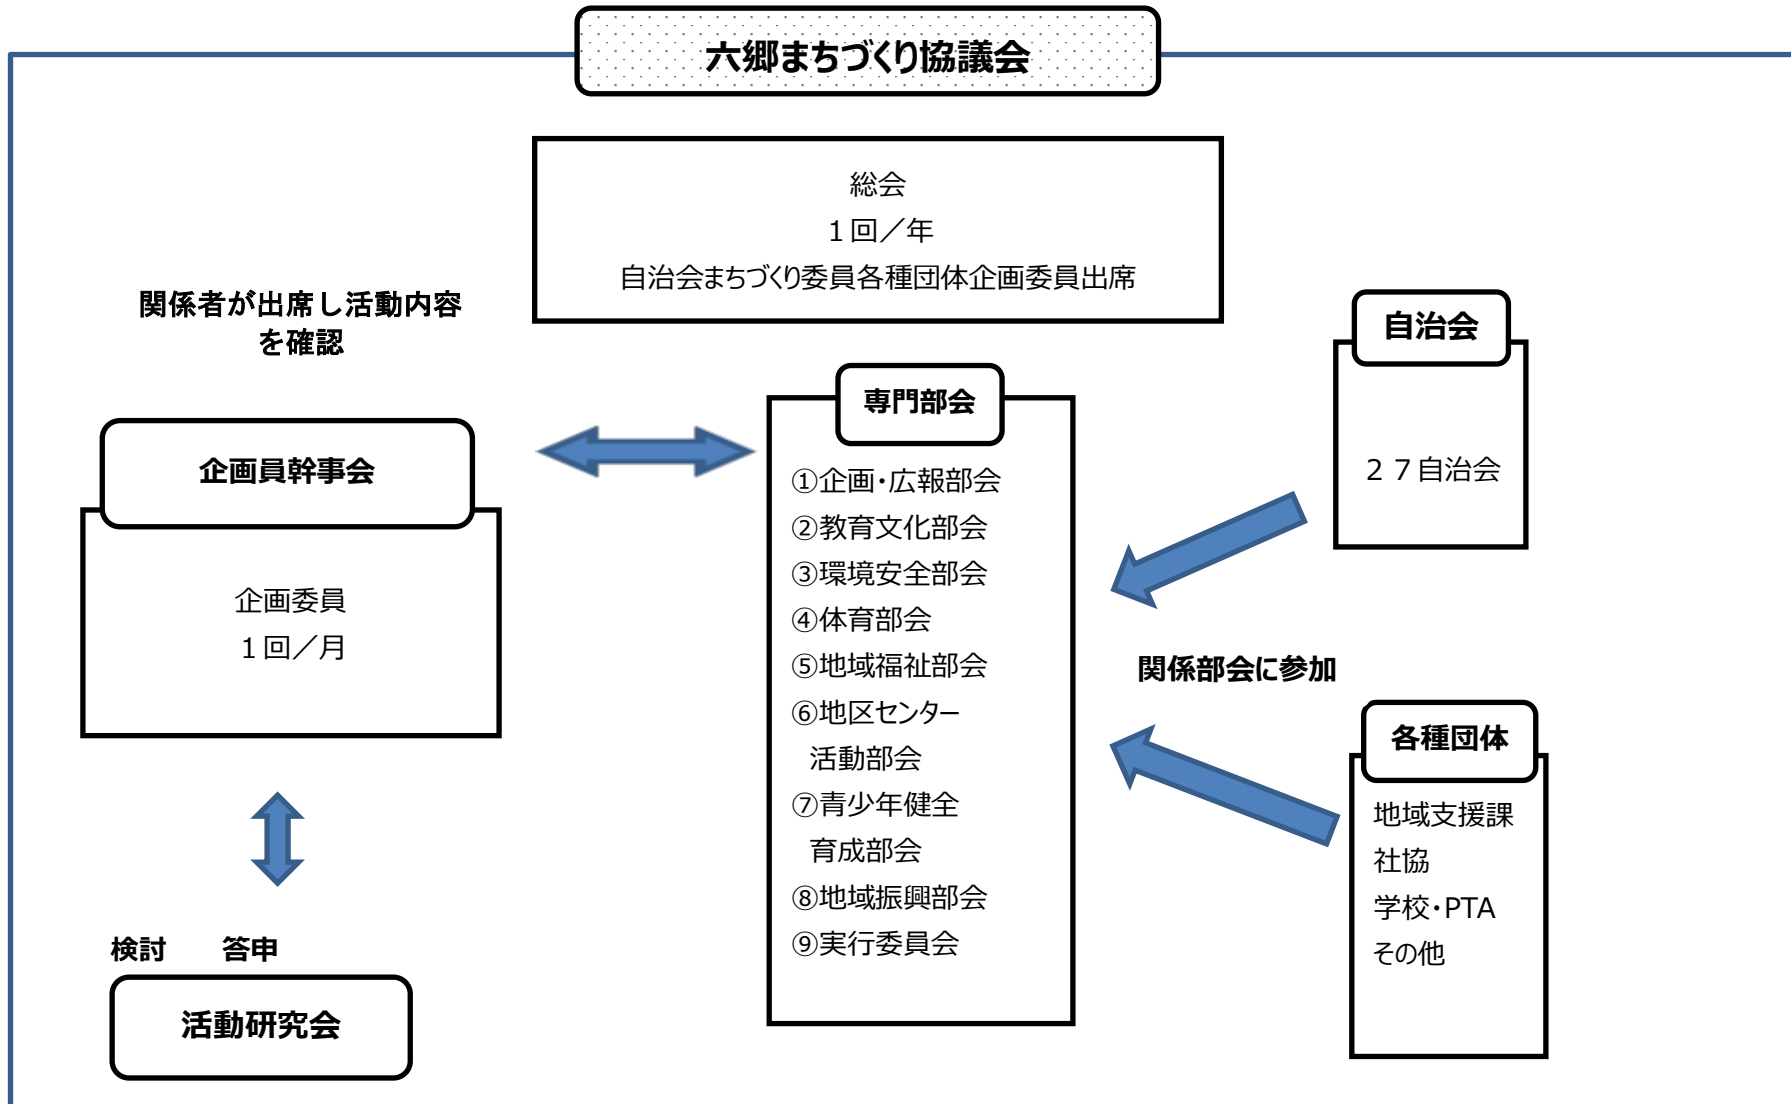 六郷まちづくり協議会
総会
１回／年
自治会まちづくり委員各種団体企画委員出席
関係者が出席し活動内容
を確認
企画員幹事会
企画委員
１回／月
検討　答申
活動研究会
専門部会
①企画・広報部会
②教育文化部会
③環境安全部会
④体育部会
⑤地域福祉部会
⑥地区センター
活動部会
⑦青少年健全
育成部会
⑧地域振興部会
⑨実行委員会
自治会
２７自治会
関係部会に参加
各種団体
地域支援課
社協
学校・PTA
その他